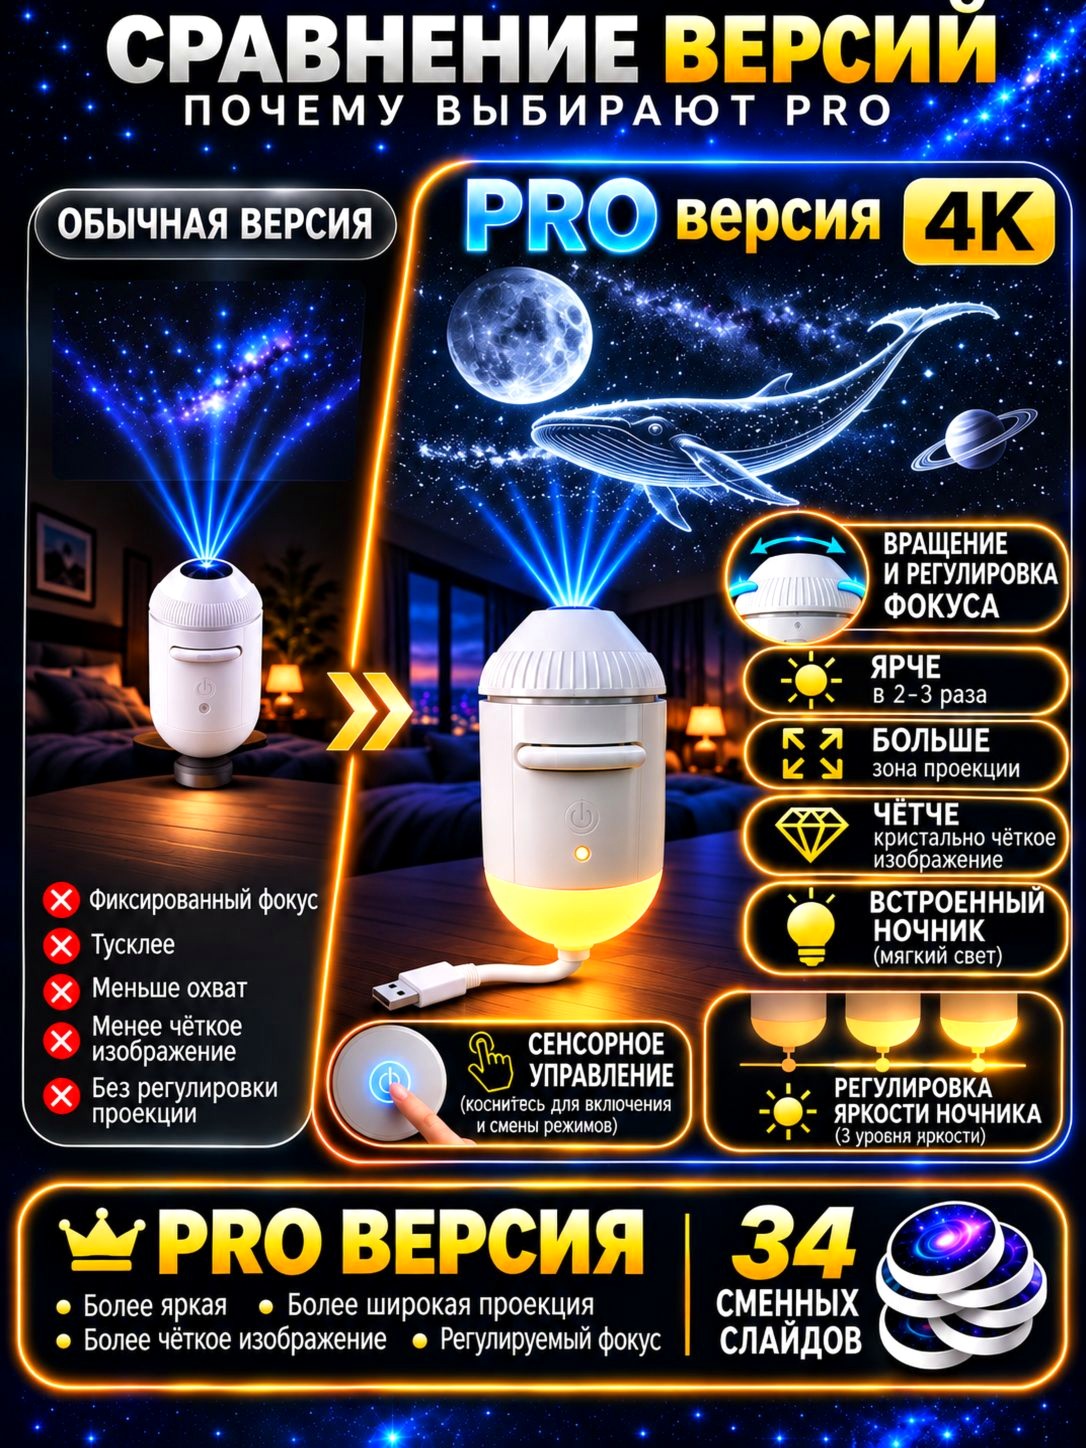 СРАВНЕНИЕ ВЕРСИЙ
ПОЧЕМУ ВЫБИРАЮТ PRO
ОБЫЧНАЯ ВЕРСИЯ
Фиксированный фокус
Тусклее
Меньше охват
Менее чёткое
изображение
Без регулировки
проекции
PRO версия 4K
ВРАЩЕНИЕ
И РЕГУЛИРОВКА
ФОКУСА
ЯРЧЕ
в 2-3 раза
БОЛЬШЕ
зона проекции
ЧЁТЧЕ
кристально чёткое
изображение
ВСТРОЕННЫЙ
НОЧНИК
(мягкий свет)
СЕНСОРНОЕ
УПРАВЛЕНИЕ
(коснитесь для включения
и смены режимов)
РЕГУЛИРОВКА
ЯРКОСТИ НОЧНИКА
(3 уровня яркости)
PRO ВЕРСИЯ
• Более яркая • Более широкая проекция
• Более чёткое изображение • Регулируемый фокус
34
СМЕННЫХ
СЛАЙДОВ